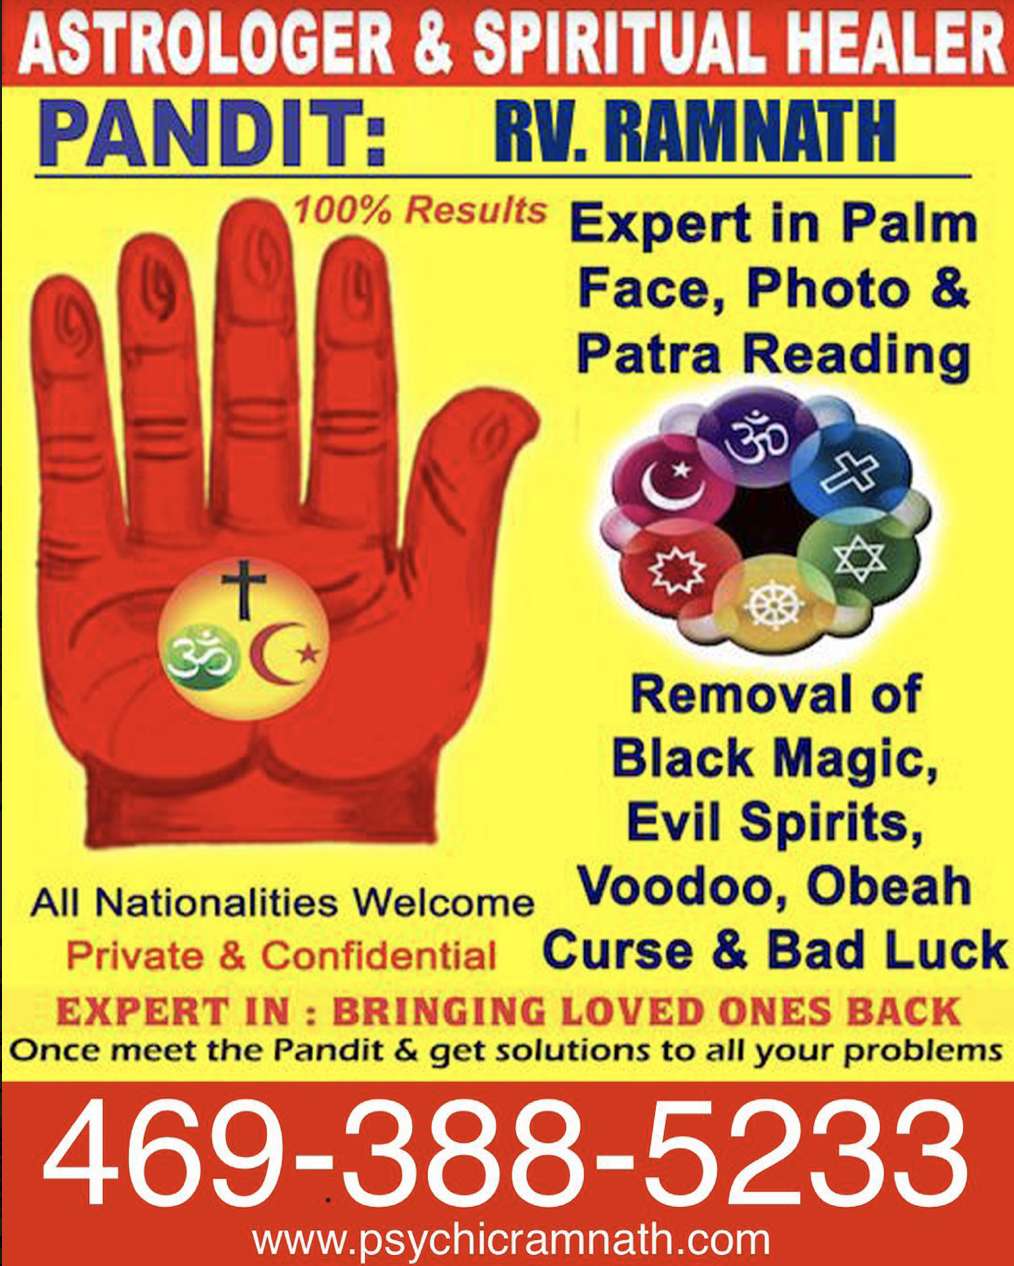 ASTROLOGER & SPIRITUAL HEALER
PANDIT: RV. RAMNATH
100% Results
Expert in Palm
Face, Photo &
Patra Reading
Removal of
Black Magic,
Evil Spirits,
Voodoo, Obeah
Curse & Bad Luck
All Nationalities Welcome
Private & Confidential
EXPERT IN : BRINGING LOVED ONES BACK
Once meet the Pandit & get solutions to all your problems
469-388-5233
www.psychicramnath.com